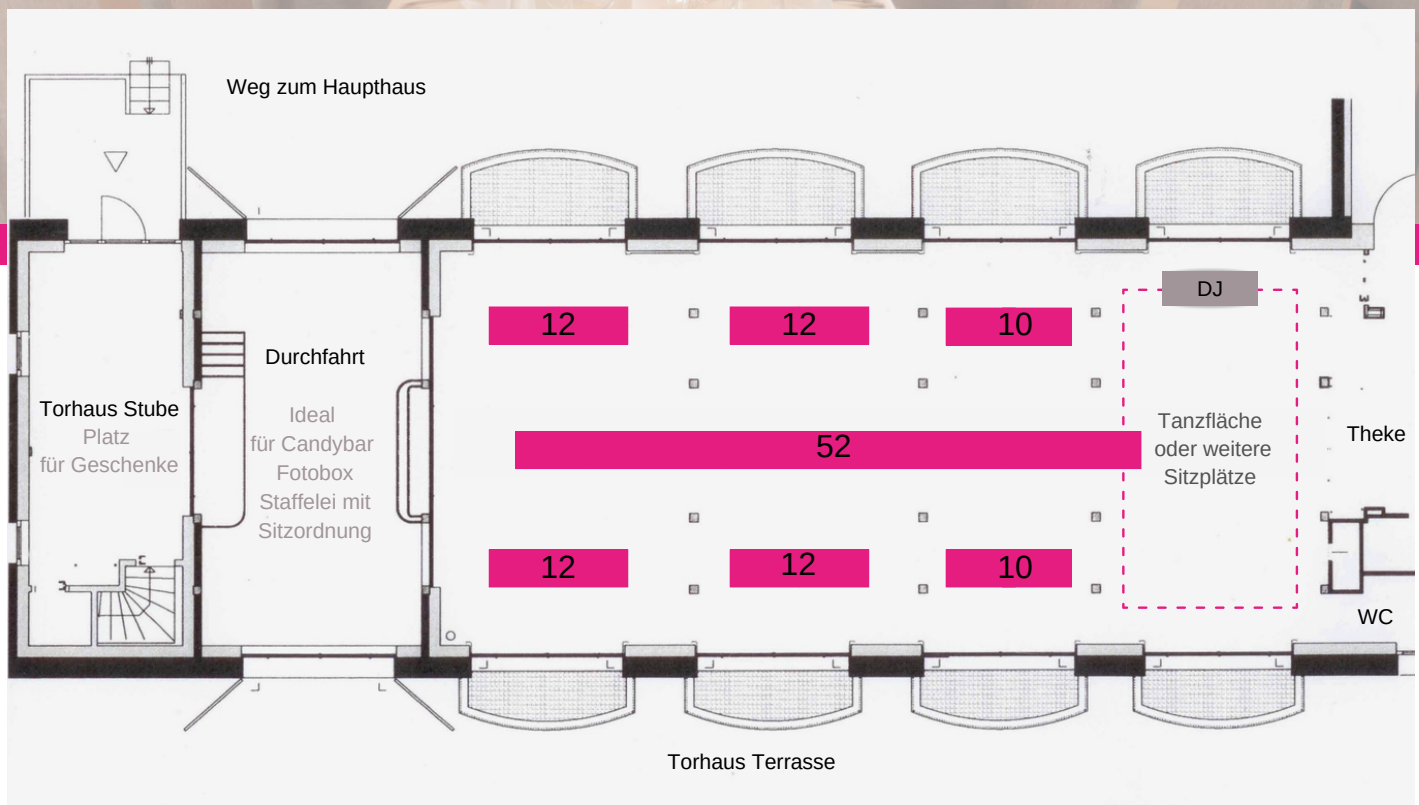 Weg zum Haupthaus
DJ
12
12
10
Durchfahrt
Torhaus Stube
Platz
für Geschenke
Ideal
für Candybar
Fotobox
Staffelei mit
Sitzordnung
52
Tanzfläche
oder weitere
Sitzplätze
Theke
12
12
10
WC
Torhaus Terrasse